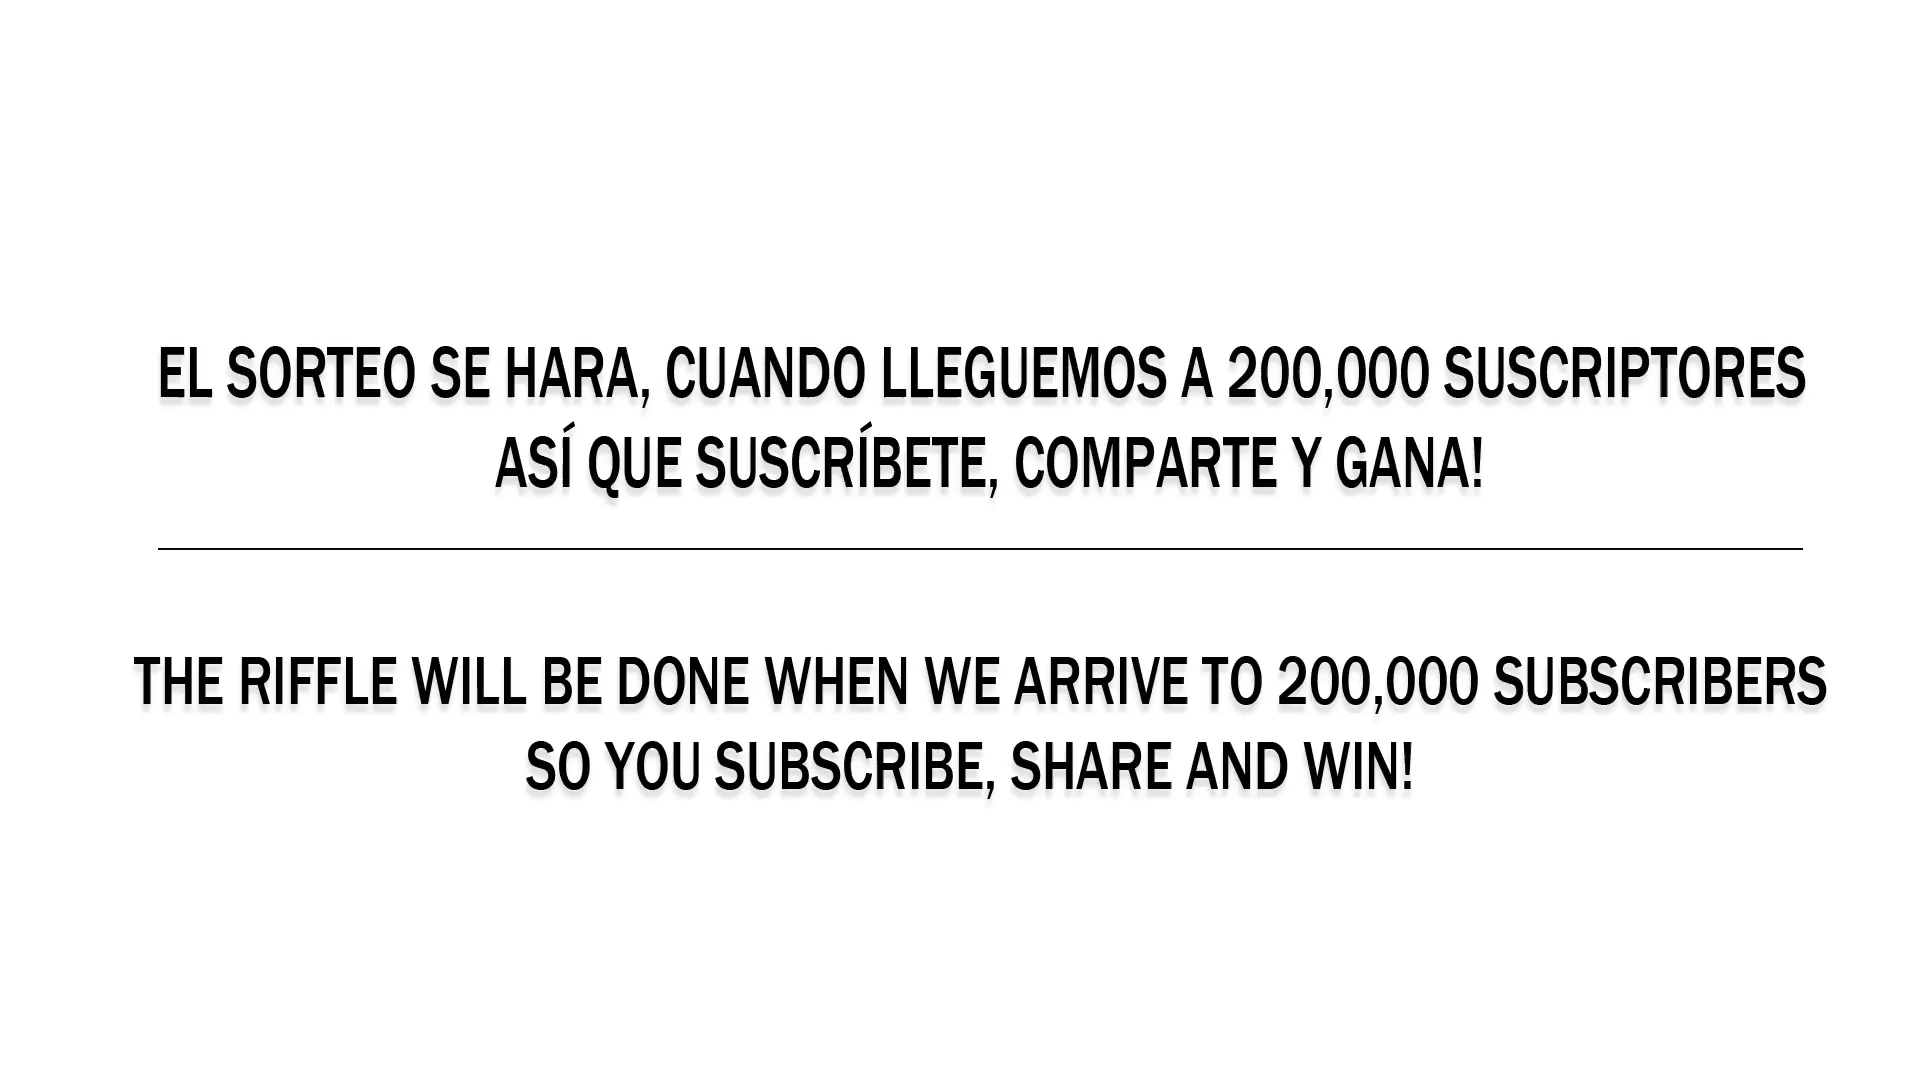 EL SORTEO SE HARA, CUANDO LLEGUEMOS A 200,000 SUSCRIPTORES
ASÍ QUE SUSCRÍBETE, COMPARTE Y GANA!
THE RIFFLE WILL BE DONE WHEN WE ARRIVE TO 200,000 SUBSCRIBERS
SO YOU SUBSCRIBE, SHARE AND WIN!